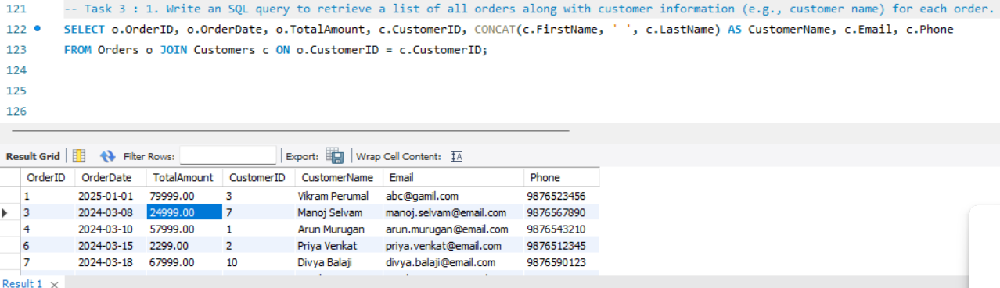 121 -- Task 3 : 1. Write an SQL query to retrieve a list of all orders along with customer information (e.g., customer name) for each order.
122 SELECT o.OrderID, o.OrderDate, o.TotalAmount, c.CustomerID, CONCAT(c.FirstName, ' ', c.LastName) AS CustomerName, c.Email, c.Phone
123 FROM Orders o JOIN Customers c ON o.CustomerID = c.CustomerID;
124
125
126
Result Grid Filter Rows: Export: Wrap Cell Content:
OrderID OrderDate TotalAmount CustomerID CustomerName Email Phone
1 2025-01-01 79999.00 3 Vikram Perumal abc@gamil.com 9876523456
3 2024-03-08 24999.00 7 Manoj Selvam manoj.selvam@email.com 9876567890
4 2024-03-10 57999.00 1 Arun Murugan arun.murugan@email.com 9876543210
6 2024-03-15 2299.00 2 Priya Venkat priya.venkat@email.com 9876512345
7 2024-03-18 67999.00 10 Divya Balaji divya.balaji@email.com 9876590123
Result 1